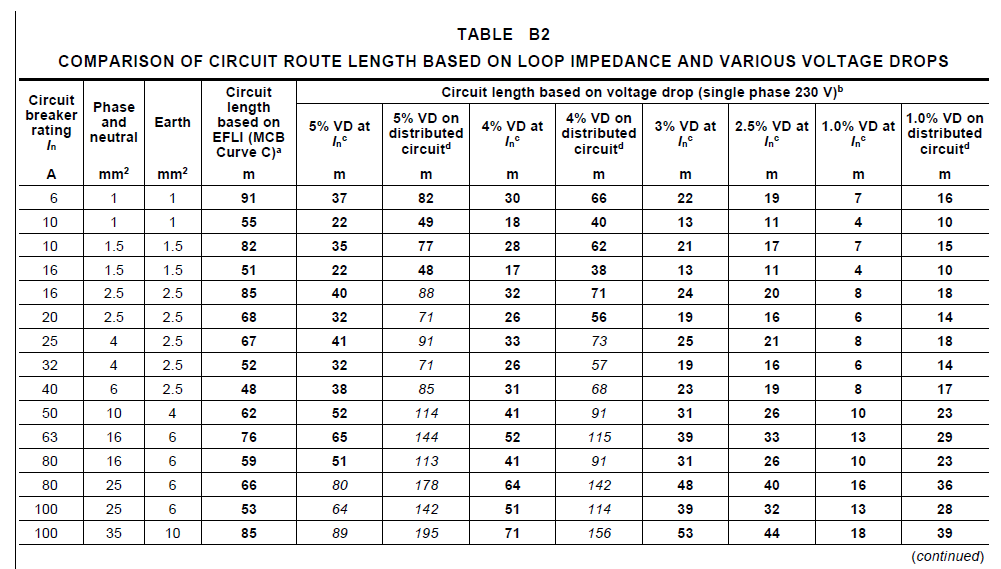 TABLE B2
COMPARISON OF CIRCUIT ROUTE LENGTH BASED ON LOOP IMPEDANCE AND VARIOUS VOLTAGE DROPS
Circuit breaker rating In | Phase and neutral | Earth | Circuit length based on EFLI (MCB Curve C)a | Circuit length based on voltage drop (single phase 230 V)b
5% VD at Inc | 5% VD on distributed circuitd | 4% VD at Inc | 4% VD on distributed circuitd | 3% VD at Inc | 2.5% VD at Inc | 1.0% VD at Inc | 1.0% VD on distributed circuitd
A | mm2 | mm2 | m | m | m | m | m | m | m | m | m
6 | 1 | 1 | 91 | 37 | 82 | 30 | 66 | 22 | 19 | 7 | 16
10 | 1 | 1 | 55 | 22 | 49 | 18 | 40 | 13 | 11 | 4 | 10
10 | 1.5 | 1.5 | 82 | 35 | 77 | 28 | 62 | 21 | 17 | 7 | 15
16 | 1.5 | 1.5 | 51 | 22 | 48 | 17 | 38 | 13 | 11 | 4 | 10
16 | 2.5 | 2.5 | 85 | 40 | 88 | 32 | 71 | 24 | 20 | 8 | 18
20 | 2.5 | 2.5 | 68 | 32 | 71 | 26 | 56 | 19 | 16 | 6 | 14
25 | 4 | 2.5 | 67 | 41 | 91 | 33 | 73 | 25 | 21 | 8 | 18
32 | 4 | 2.5 | 52 | 32 | 71 | 26 | 57 | 19 | 16 | 6 | 14
40 | 6 | 2.5 | 48 | 38 | 85 | 31 | 68 | 23 | 19 | 8 | 17
50 | 10 | 4 | 62 | 52 | 114 | 41 | 91 | 31 | 26 | 10 | 23
63 | 16 | 6 | 76 | 65 | 144 | 52 | 115 | 39 | 33 | 13 | 29
80 | 16 | 6 | 59 | 51 | 113 | 41 | 91 | 31 | 26 | 10 | 23
80 | 25 | 6 | 66 | 80 | 178 | 64 | 142 | 48 | 40 | 16 | 36
100 | 25 | 6 | 53 | 64 | 142 | 51 | 114 | 39 | 32 | 13 | 28
100 | 35 | 10 | 85 | 89 | 195 | 71 | 156 | 53 | 44 | 18 | 39
(continued)